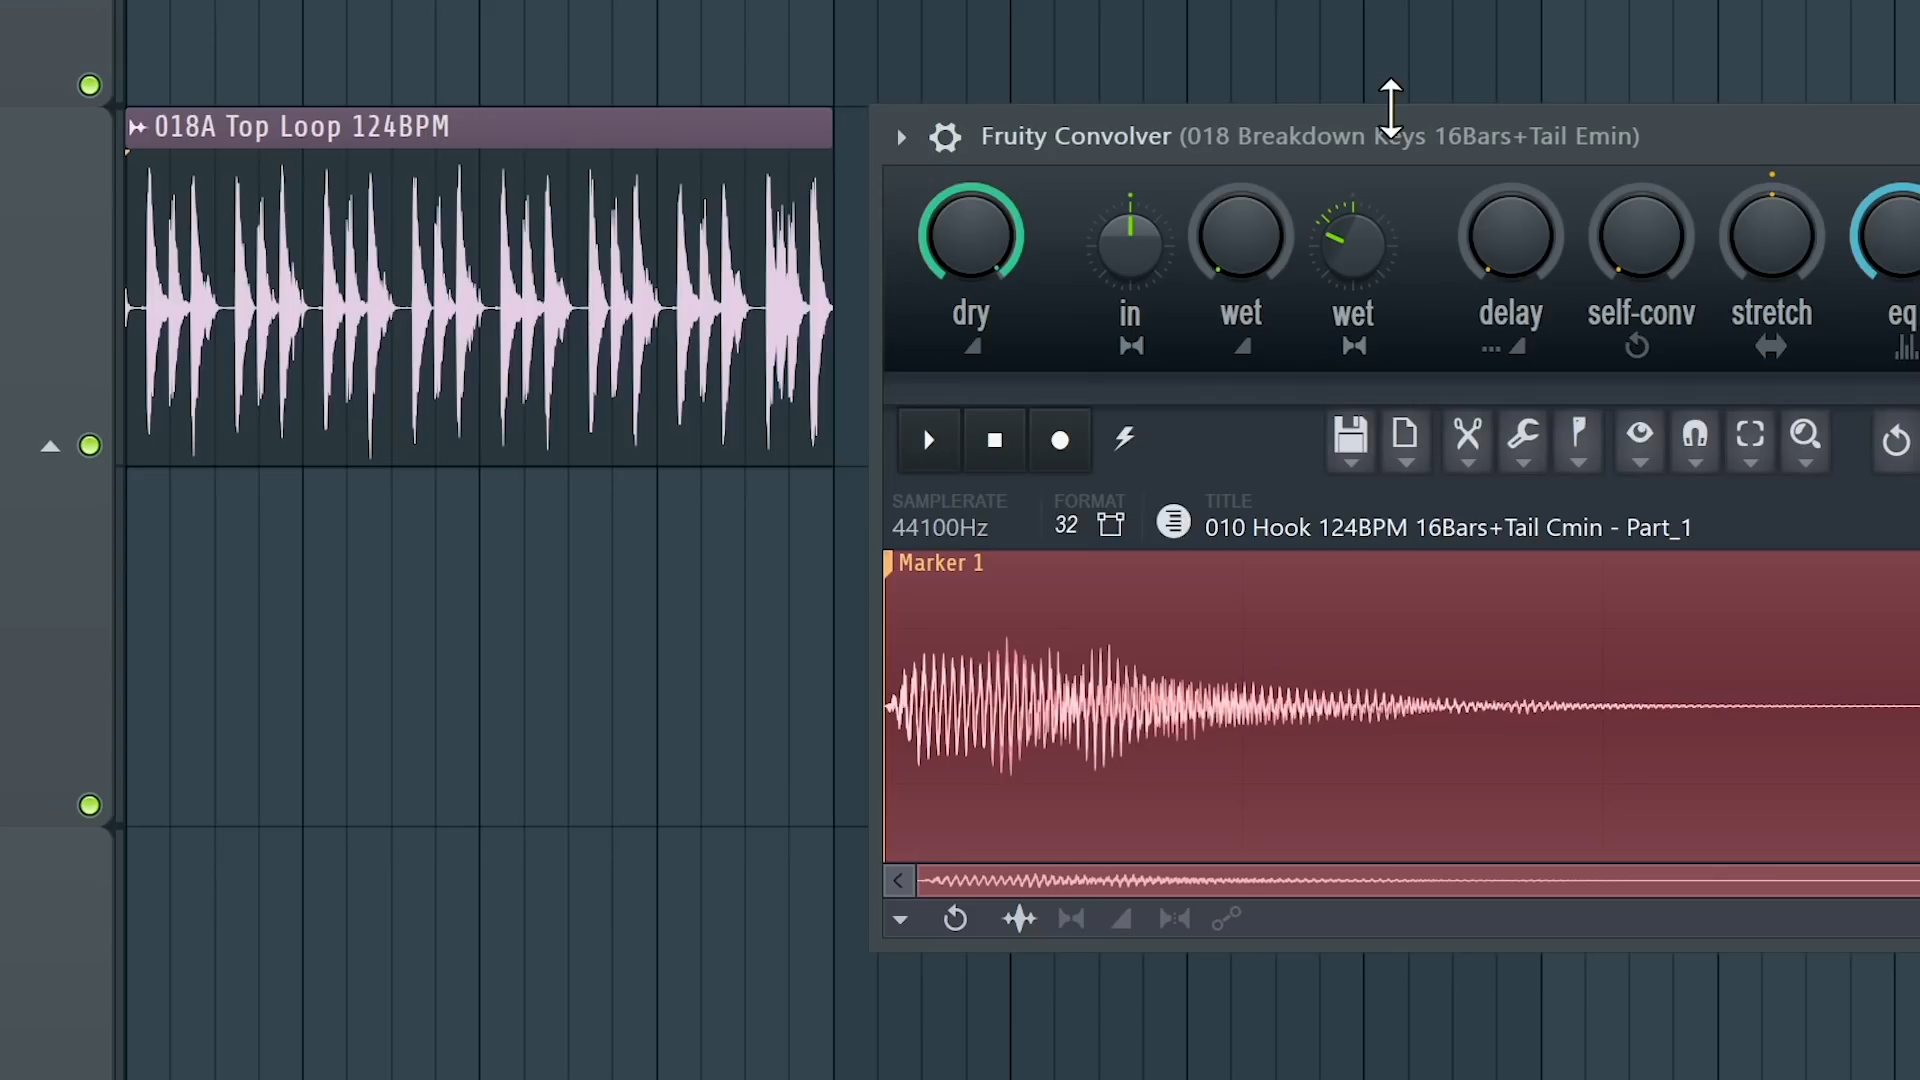 018A Top Loop 124BPM
Fruity Convolver (018 Breakdown Keys 16Bars+Tail Emin)
dry
in
wet
wet
delay
self-conv
stretch
eq
SAMPLERATE
44100Hz
FORMAT
32
TITLE
010 Hook 124BPM 16Bars+Tail Cmin - Part_1
Marker 1